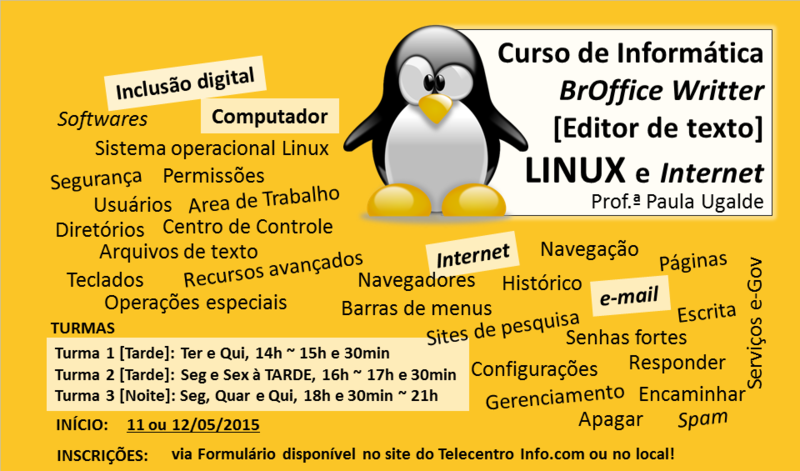 Curso de Informática
BrOffice Writter
[Editor de texto]
LINUX e Internet
Prof.ª Paula Ugalde
Inclusão digital
Softwares
Computador
Sistema operacional Linux
Segurança
Permissões
Usuários
Area de Trabalho
Diretórios
Centro de Controle
Arquivos de texto
Teclados
Recursos avançados
Operações especiais
Internet
Navegação
Páginas
Navegadores
Histórico
e-mail
Barras de menus
Escrita
Sites de pesquisa
Senhas fortes
Serviços e-Gov
Configurações
Responder
Gerenciamento
Encaminhar
Apagar
Spam
TURMAS
Turma 1 [Tarde]: Ter e Qui, 14h ~ 15h e 30min
Turma 2 [Tarde]: Seg e Sex à TARDE, 16h ~ 17h e 30min
Turma 3 [Noite]: Seg, Quar e Qui, 18h e 30min ~ 21h
INÍCIO: 11 ou 12/05/2015
INSCRIÇÕES: via Formulário disponível no site do Telecentro Info.com ou no local!